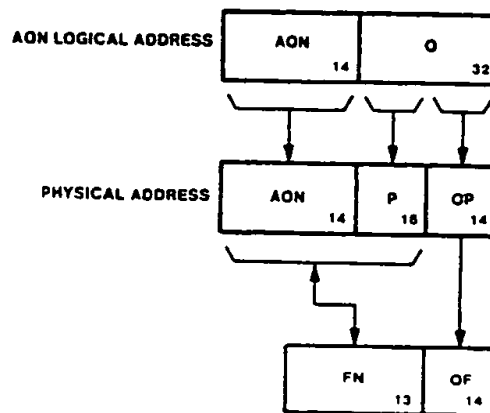 AON LOGICAL ADDRESS
AON
14
O
32
PHYSICAL ADDRESS
AON
14
P
18
OP
14
FN
13
OF
14